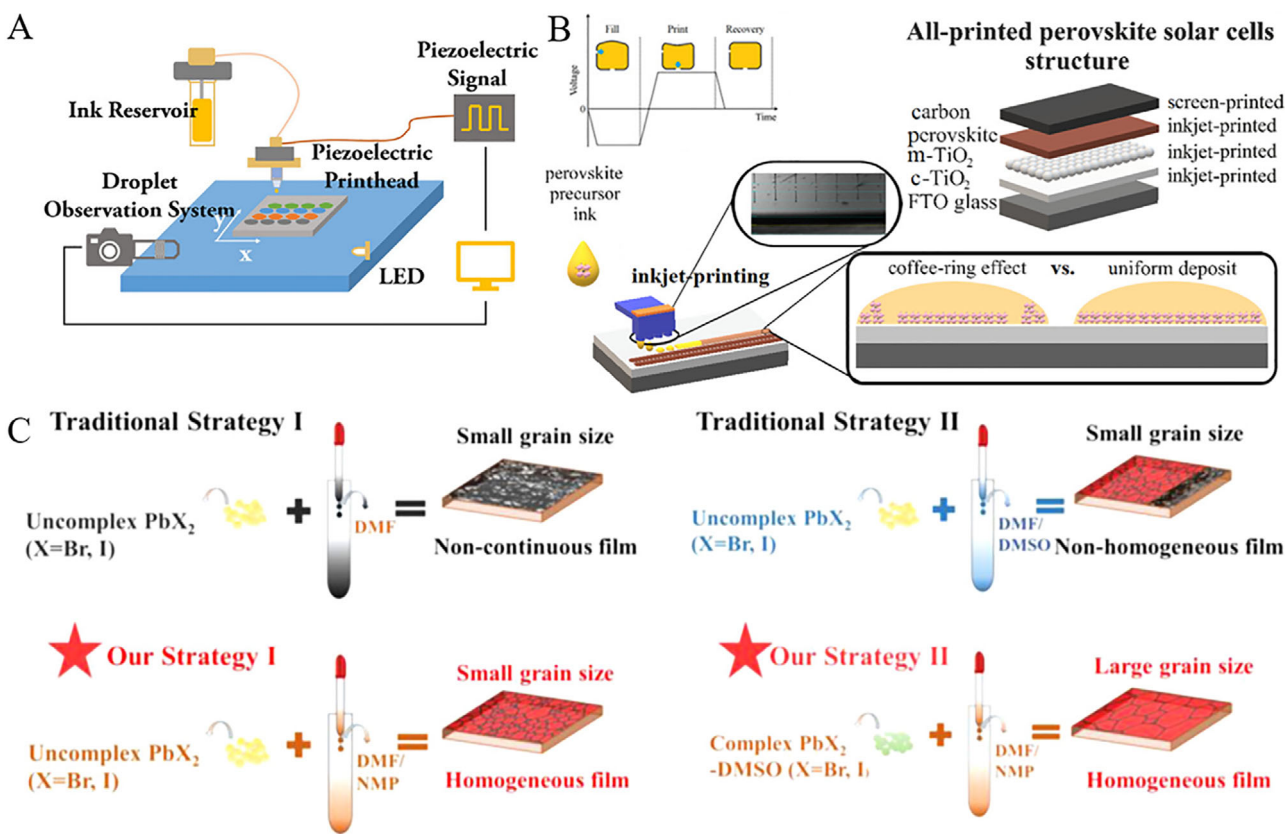 A
Ink Reservoir
Piezoelectric
Signal
Piezoelectric
Printhead
Droplet
Observation System
y
x
LED
B
Fill
Print
Recovery
Voltage
0
Time
perovskite
precursor
ink
inkjet-printing
All-printed perovskite solar cells
structure
carbon
screen-printed
perovskite
inkjet-printed
m-TiO₂
inkjet-printed
c-TiO₂
inkjet-printed
FTO glass
coffee-ring effect vs. uniform deposit
C
Traditional Strategy I
Small grain size
Uncomplex PbX₂
(X=Br, I)
+
DMF
=
Non-continuous film
Traditional Strategy II
Small grain size
Uncomplex PbX₂
(X=Br, I)
+
DMF/
DMSO
=
Non-homogeneous film
Our Strategy I
Small grain size
Uncomplex PbX₂
(X=Br, I)
+
DMF/
NMP
=
Homogeneous film
Our Strategy II
Large grain size
Complex PbX₂
-DMSO (X=Br, I)
+
DMF/
NMP
=
Homogeneous film